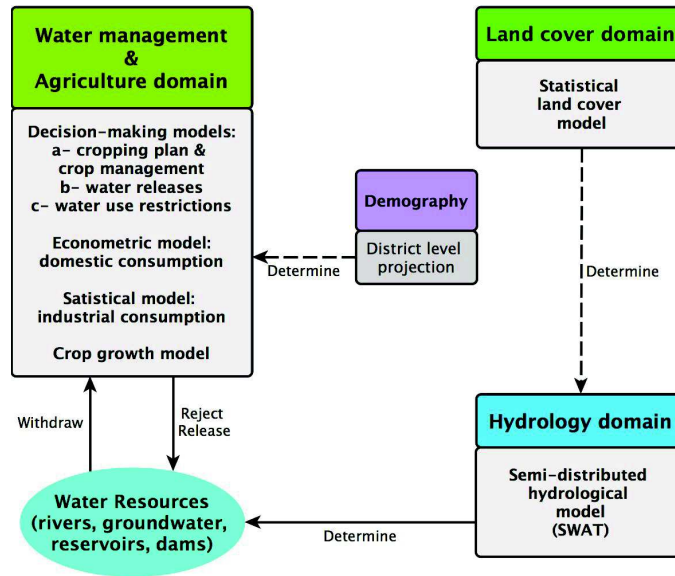 Water management
&
Agriculture domain
Decision-making models:
a- cropping plan &
crop management
b- water releases
c- water use restrictions
Econometric model:
domestic consumption
Satistical model:
industrial consumption
Crop growth model
Land cover domain
Statistical
land cover
model
Demography
District level
projection
Determine
Determine
Withdraw
Reject
Release
Hydrology domain
Semi-distributed
hydrological
model
(SWAT)
Water Resources
(rivers, groundwater,
reservoirs, dams)
Determine